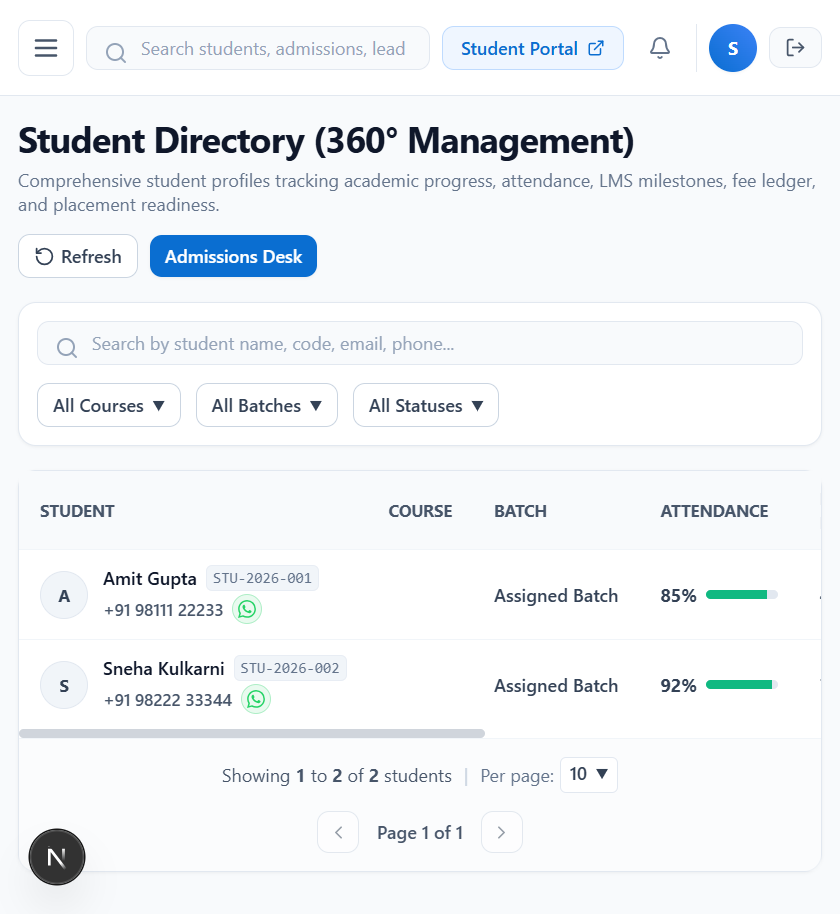 Search students, admissions, lead
Student Portal
S
Student Directory (360° Management)
Comprehensive student profiles tracking academic progress, attendance, LMS milestones, fee ledger,
and placement readiness.
Refresh
Admissions Desk
Search by student name, code, email, phone...
All Courses ▼
All Batches ▼
All Statuses ▼
STUDENT COURSE BATCH ATTENDANCE
A
Amit Gupta STU-2026-001
+91 98111 22233
Assigned Batch
85%
S
Sneha Kulkarni STU-2026-002
+91 98222 33344
Assigned Batch
92%
Showing 1 to 2 of 2 students | Per page: 10 ▼
Page 1 of 1
N